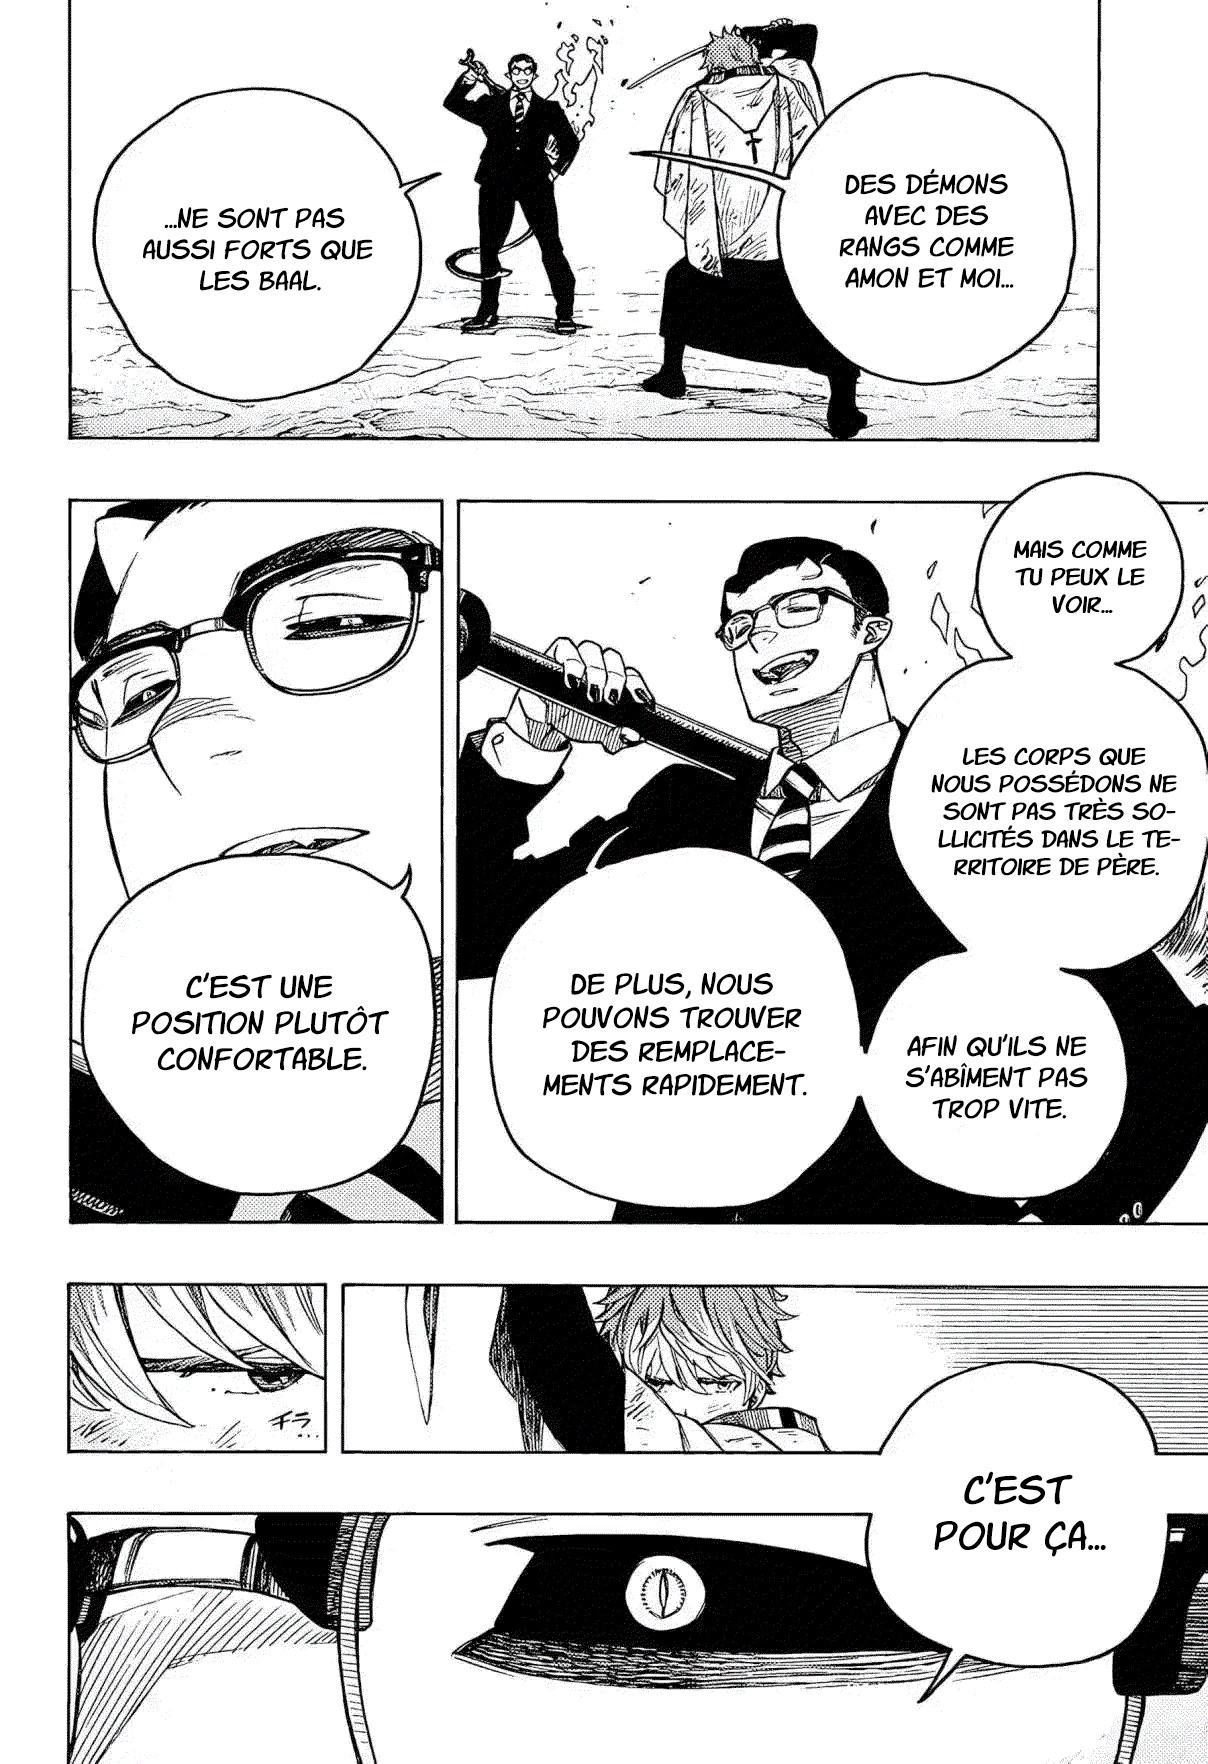 DES DÉMONS
AVEC DES
RANGS COMME
AMON ET MOI...
...NE SONT PAS
AUSSI FORTS QUE
LES BAAL.
MAIS COMME
TU PEUX LE
VOIR...
LES CORPS QUE
NOUS POSSÉDONS NE
SONT PAS TRÈS SO-
LLICITÉS DANS LE TE-
RRITOIRE DE PÈRE.
AFIN QU'ILS NE
S'ABÎMENT PAS
TROP VITE.
DE PLUS, NOUS
POUVONS TROUVER
DES REMPLACE-
MENTS RAPIDEMENT.
C'EST UNE
POSITION PLUTÔT
CONFORTABLE.
チラ
C'EST
POUR ÇA...